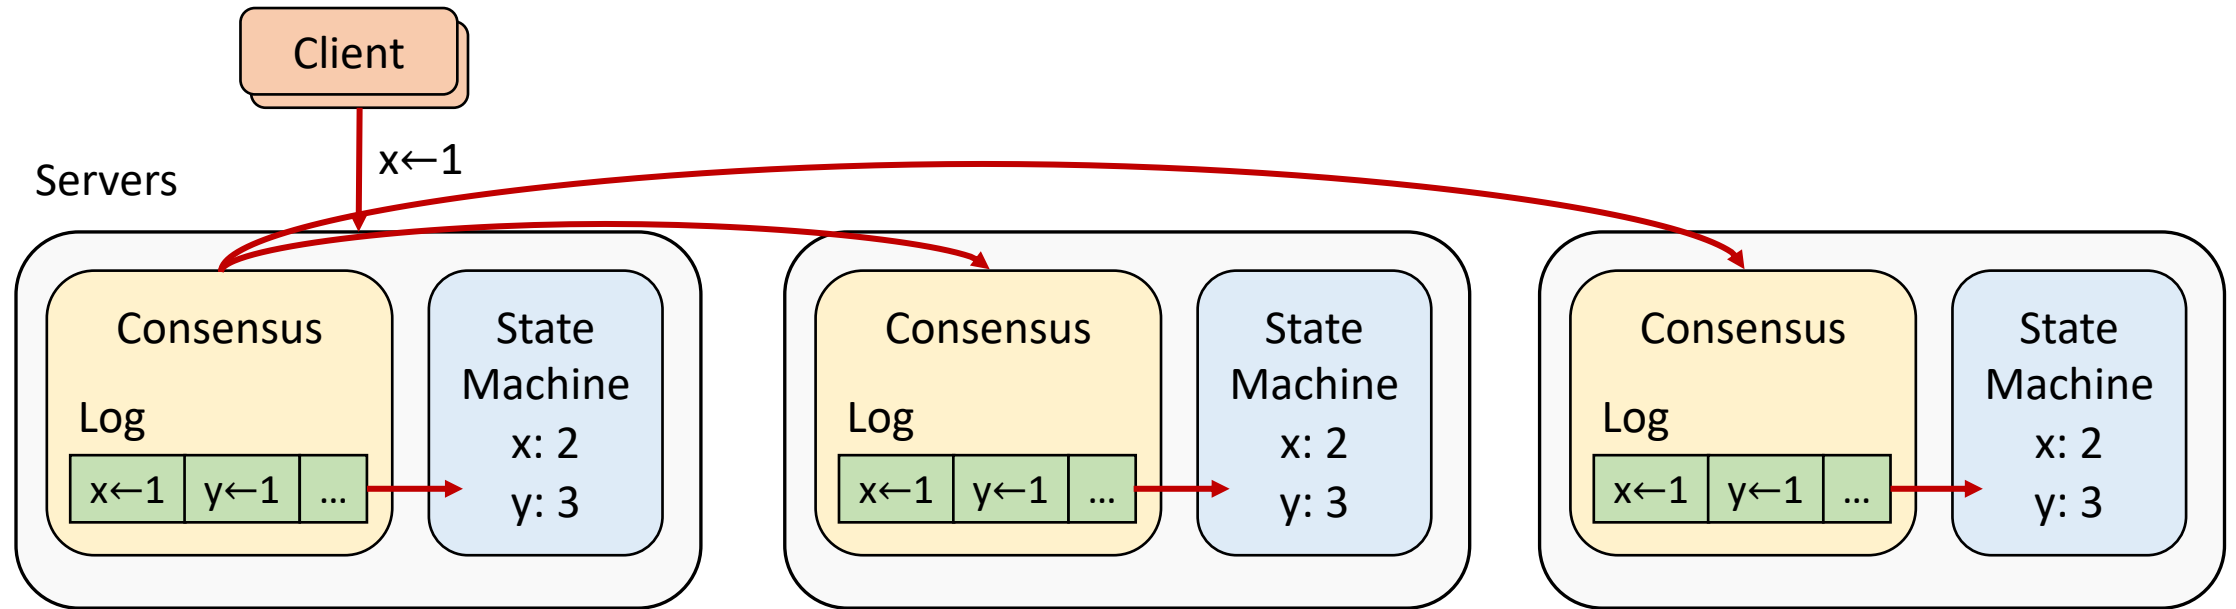 Client
x←1
Servers
Consensus
Log
x←1 y←1 ...
State
Machine
x: 2
y: 3
Consensus
Log
x←1 y←1 ...
State
Machine
x: 2
y: 3
Consensus
Log
x←1 y←1 ...
State
Machine
x: 2
y: 3